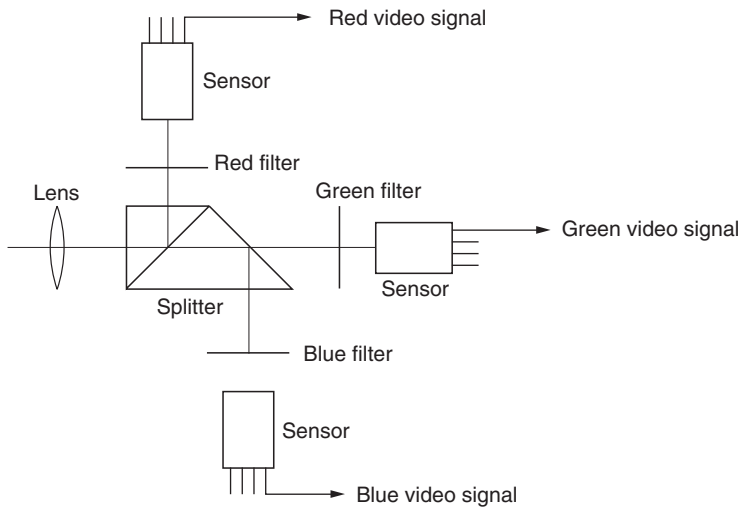 Red video signal
Sensor
Red filter
Lens
Green filter
Green video signal
Sensor
Splitter
Blue filter
Sensor
Blue video signal